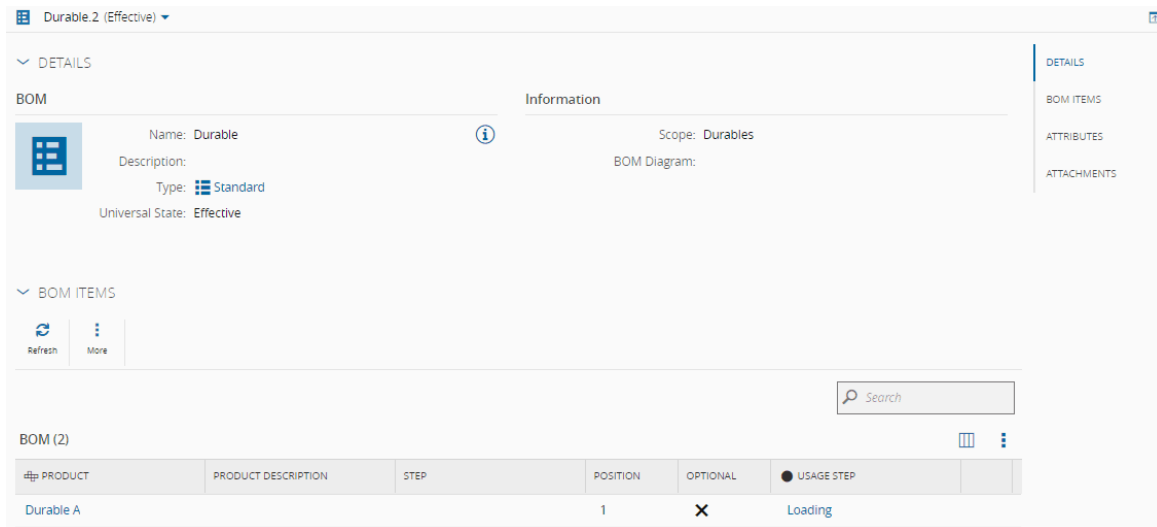 Durable.2 (Effective)
DETAILS
BOM
Name: Durable
Description:
Type: Standard
Universal State: Effective
Information
Scope: Durables
BOM Diagram:
DETAILS
BOM ITEMS
ATTRIBUTES
ATTACHMENTS
BOM ITEMS
Refresh More
Search
BOM (2)
PRODUCT PRODUCT DESCRIPTION STEP POSITION OPTIONAL USAGE STEP
Durable A 1 Loading